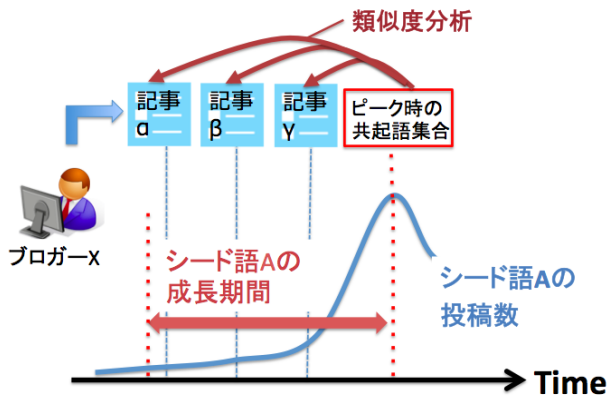 類似度分析
記事
α
記事
β
記事
γ
ピーク時の
共起語集合
ブロガーX
シード語Aの
成長期間
シード語Aの
投稿数
Time